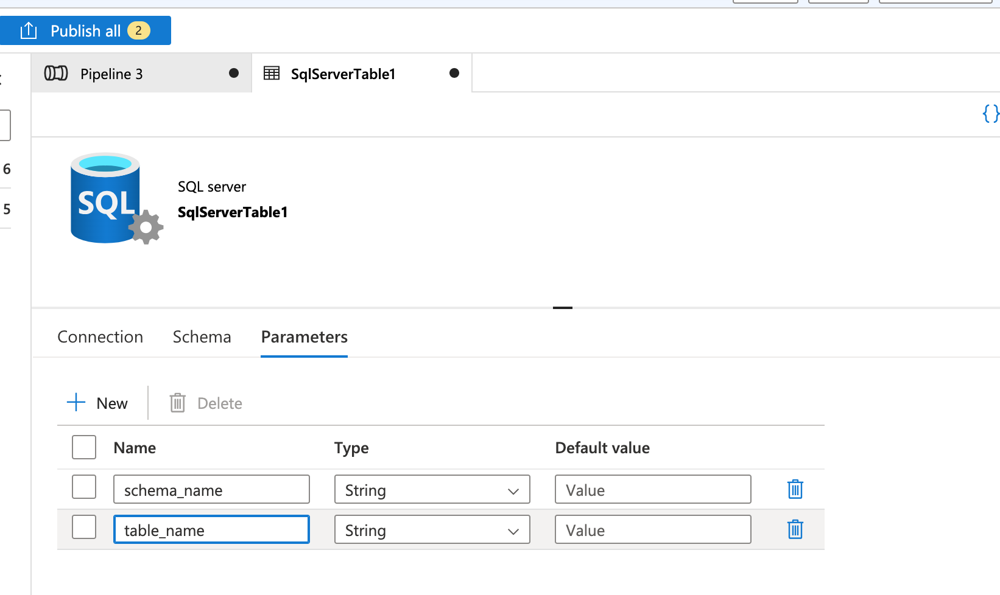 Publish all 2
Pipeline 3
SqlServerTable1
{}
6
5
SQL
SQL server
SqlServerTable1
Connection Schema Parameters
New Delete
Name Type Default value
schema_name String Value
table_name String Value